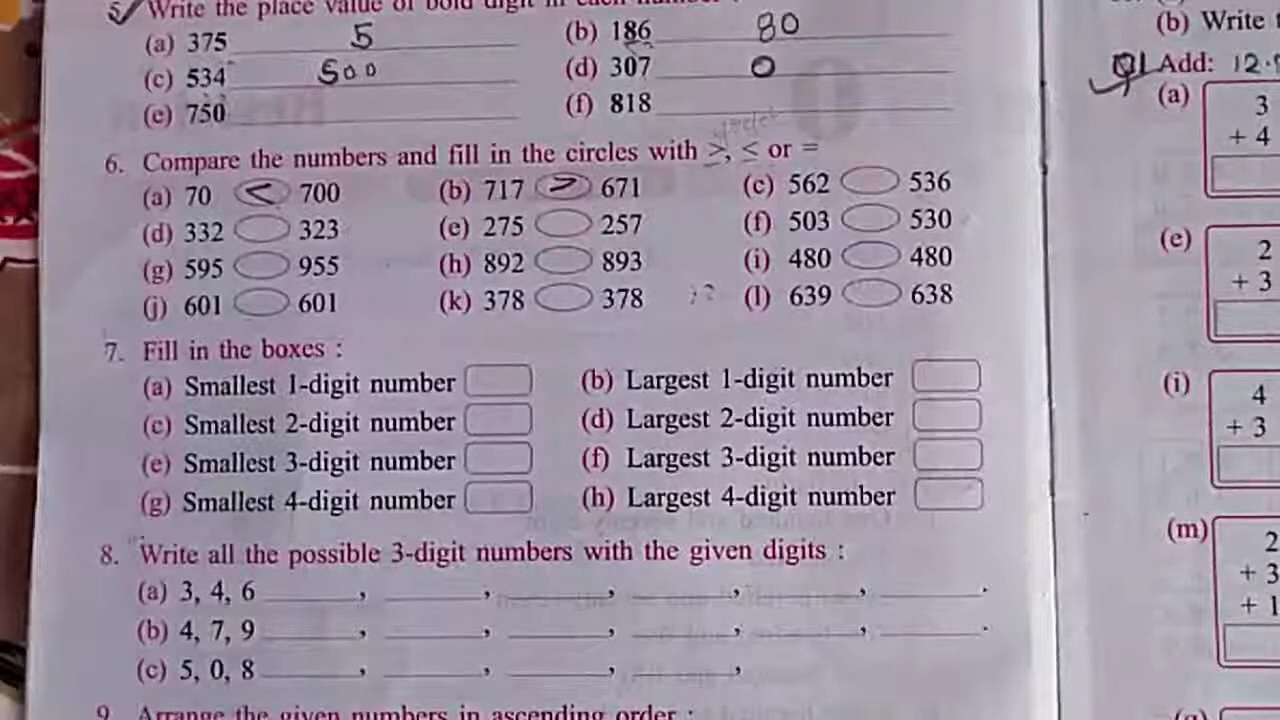 5. Write the place value of bold digit in each number :
(a) 375 5 (b) 186 80
(c) 534 500 (d) 307 0
(e) 750 (f) 818
6. Compare the numbers and fill in the circles with >, < or =
(a) 70 < 700 (b) 717 > 671 (c) 562 536
(d) 332 323 (e) 275 257 (f) 503 530
(g) 595 955 (h) 892 893 (i) 480 480
(j) 601 601 (k) 378 378 (l) 639 638
7. Fill in the boxes :
(a) Smallest 1-digit number (b) Largest 1-digit number
(c) Smallest 2-digit number (d) Largest 2-digit number
(e) Smallest 3-digit number (f) Largest 3-digit number
(g) Smallest 4-digit number (h) Largest 4-digit number
8. Write all the possible 3-digit numbers with the given digits :
(a) 3, 4, 6 , , , , , .
(b) 4, 7, 9 , , , , , .
(c) 5, 0, 8 , , , ,
9. Arrange the given numbers in ascending order :
(b) Write
Q1 Add: 12
(a) 3
+ 4
(e) 2
+ 3
(i) 4
+ 3
(m) 2
+ 3
+ 1